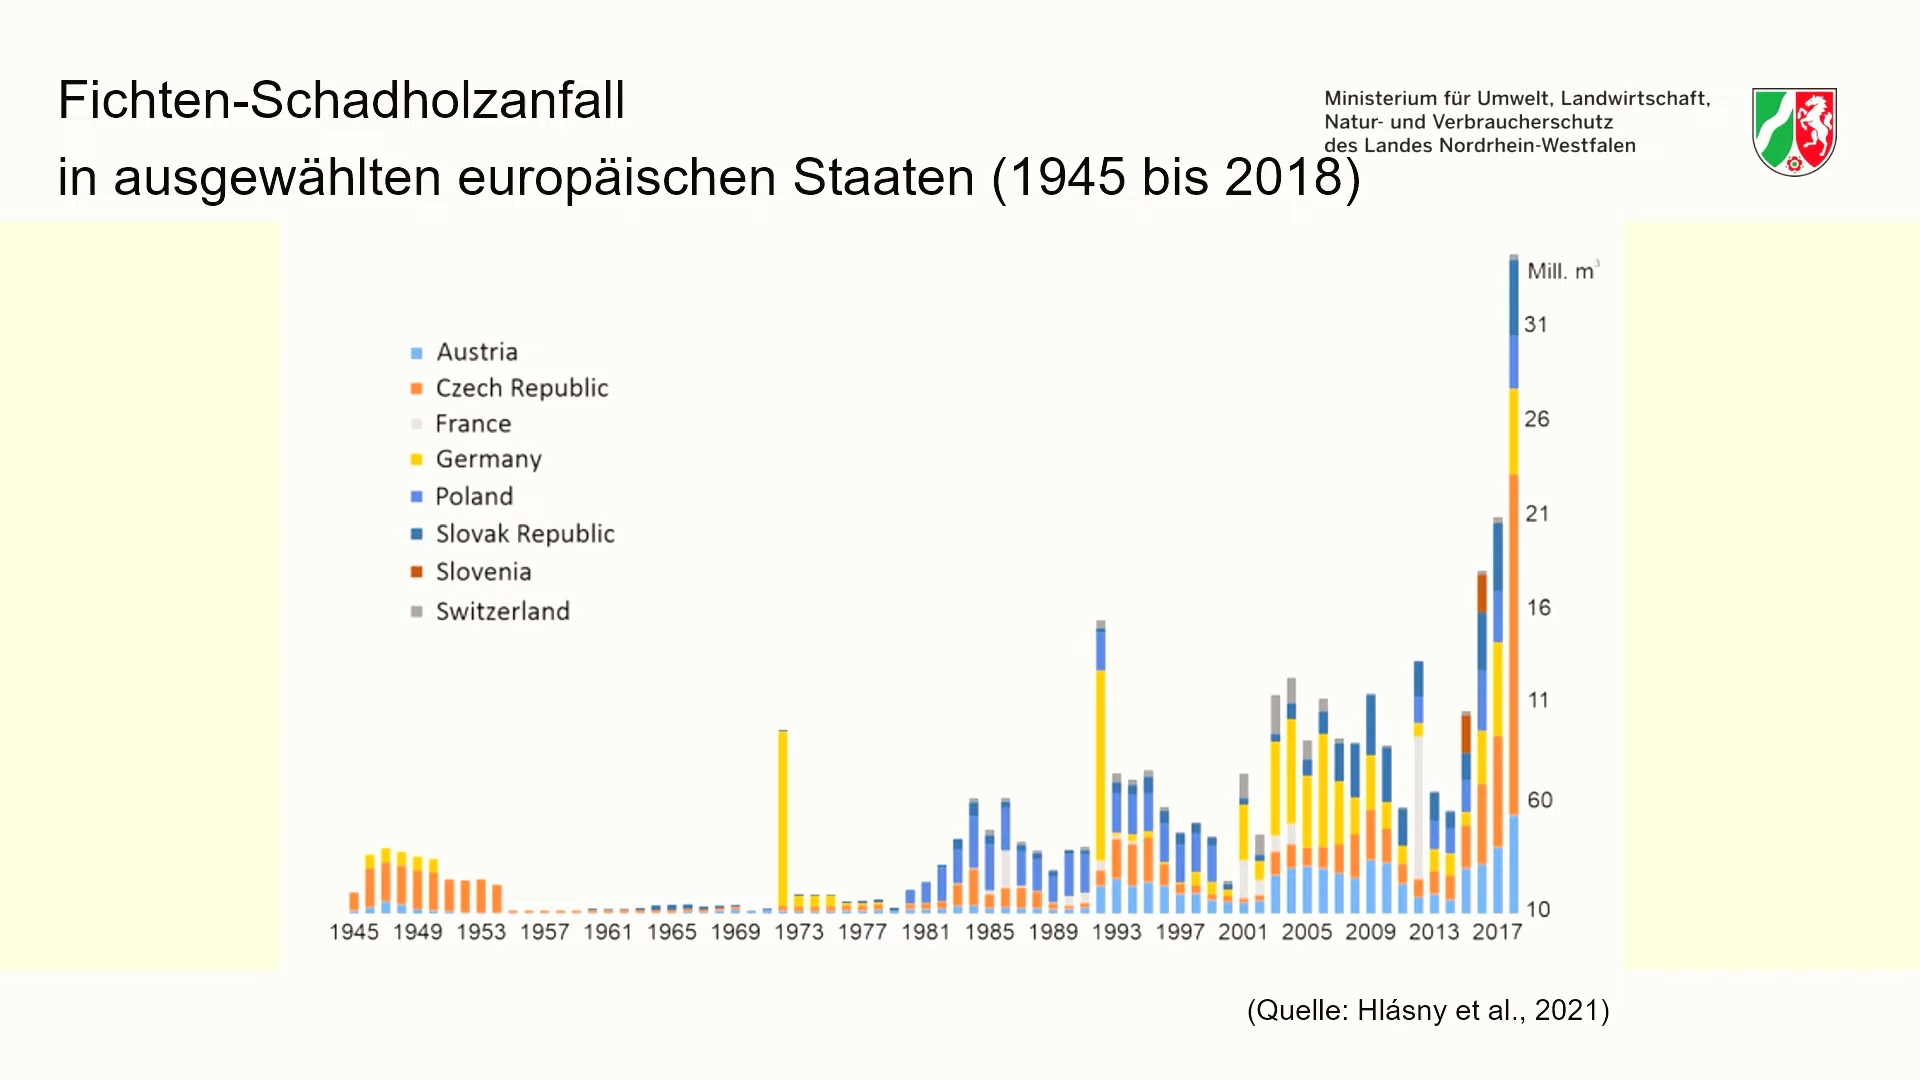 Fichten-Schadholzanfall
in ausgewählten europäischen Staaten (1945 bis 2018)
Ministerium für Umwelt, Landwirtschaft,
Natur- und Verbraucherschutz
des Landes Nordrhein-Westfalen
Mill. m³
31
26
21
16
11
60
10
Austria
Czech Republic
France
Germany
Poland
Slovak Republic
Slovenia
Switzerland
1945 1949 1953 1957 1961 1965 1969 1973 1977 1981 1985 1989 1993 1997 2001 2005 2009 2013 2017
(Quelle: Hlásny et al., 2021)